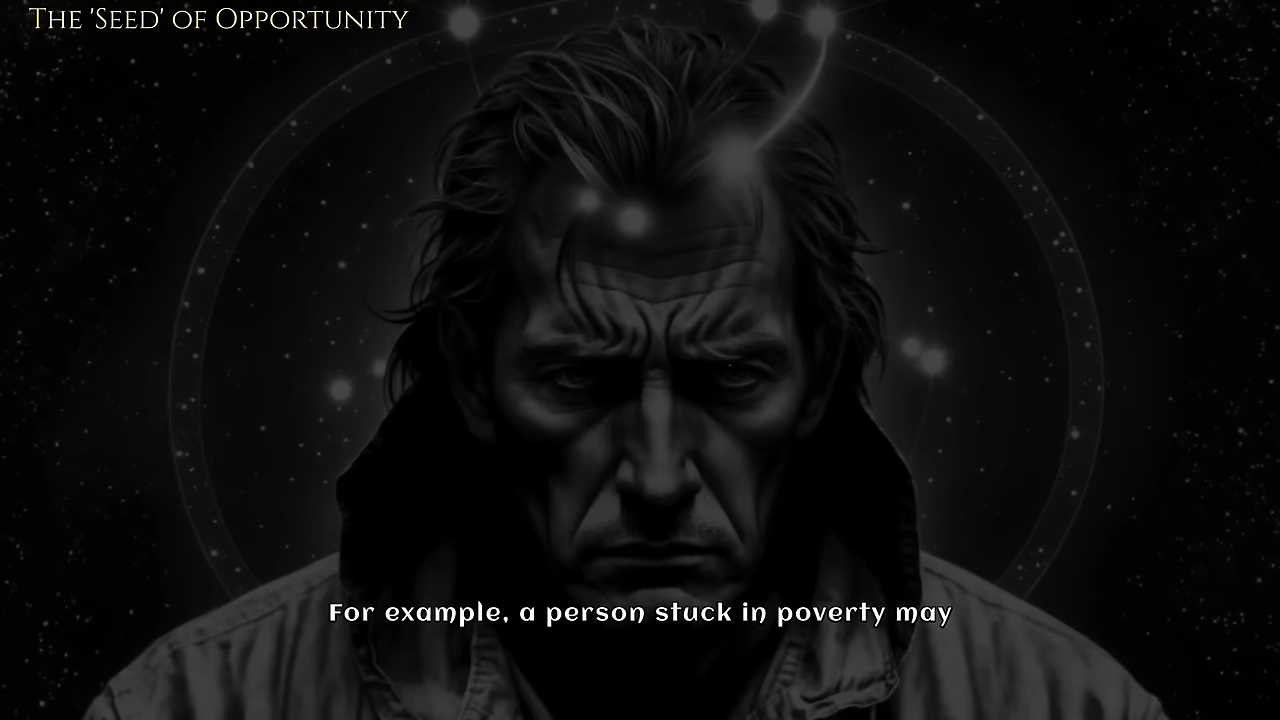 The 'Seed' of Opportunity
For example, a person stuck in poverty may